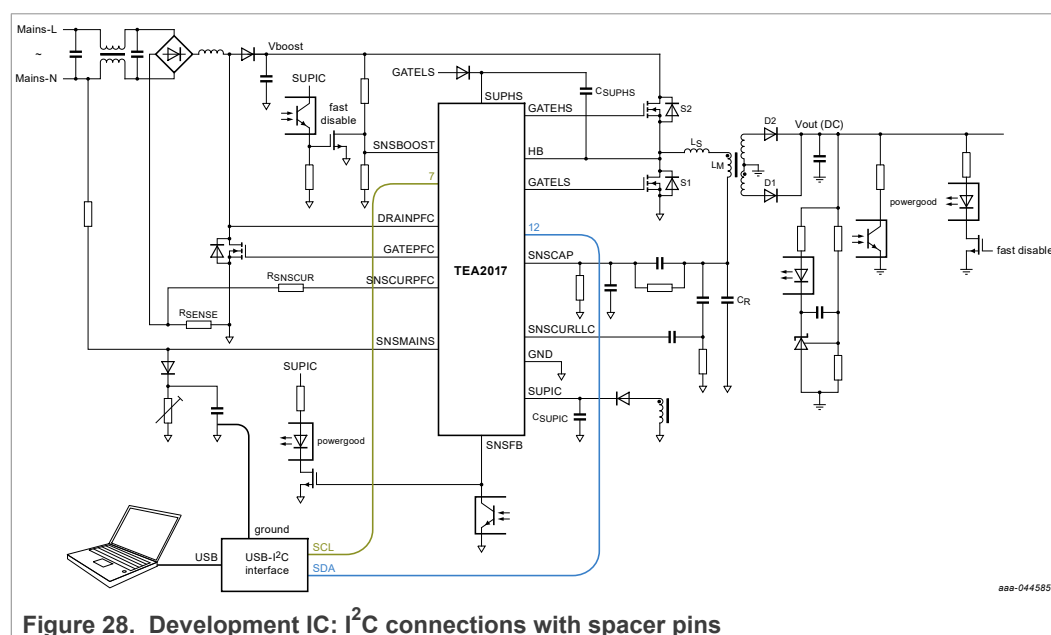 Mains-L
~
Mains-N
Vboost
SUPIC
fast
disable
GATELS
SUPHS
CSUPHS
GATEHS
S2
SNSBOOST
HB
LS
LM
D2
Vout (DC)
7
GATELS
S1
D1
powergood
DRAINPFC
12
GATEPFC
TEA2017
SNSCAP
fast disable
RSNSCUR
SNSCURPFC
CR
RSENSE
SNSCURLLC
SNSMAINS
GND
SUPIC
SUPIC
CSUPIC
powergood
SNSFB
ground
USB
USB-I²C
interface
SCL
SDA
aaa-044585
Figure 28. Development IC: I²C connections with spacer pins